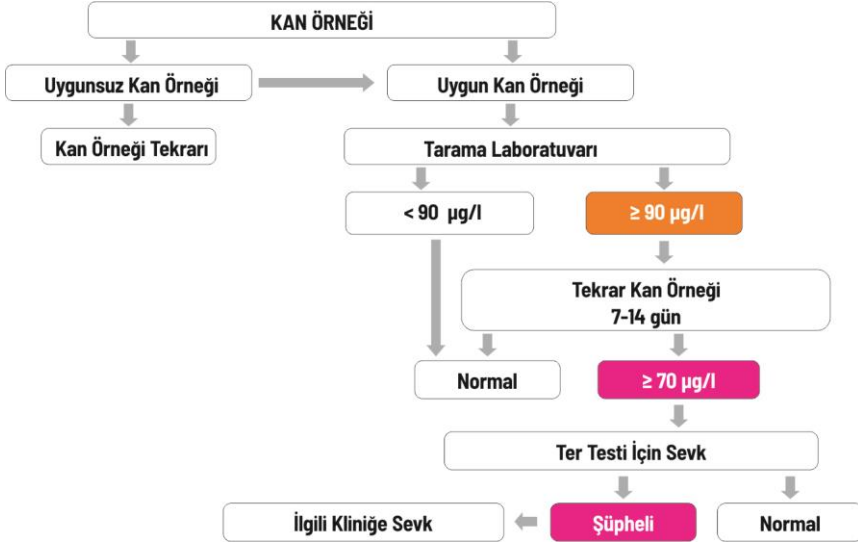 KAN ÖRNEĞİ
Uygunsuz Kan Örneği
Uygun Kan Örneği
Kan Örneği Tekrarı
Tarama Laboratuvarı
< 90 µg/l
≥ 90 µg/l
Tekrar Kan Örneği
7-14 gün
Normal
≥ 70 µg/l
Ter Testi İçin Sevk
İlgili Kliniğe Sevk
Şüpheli
Normal